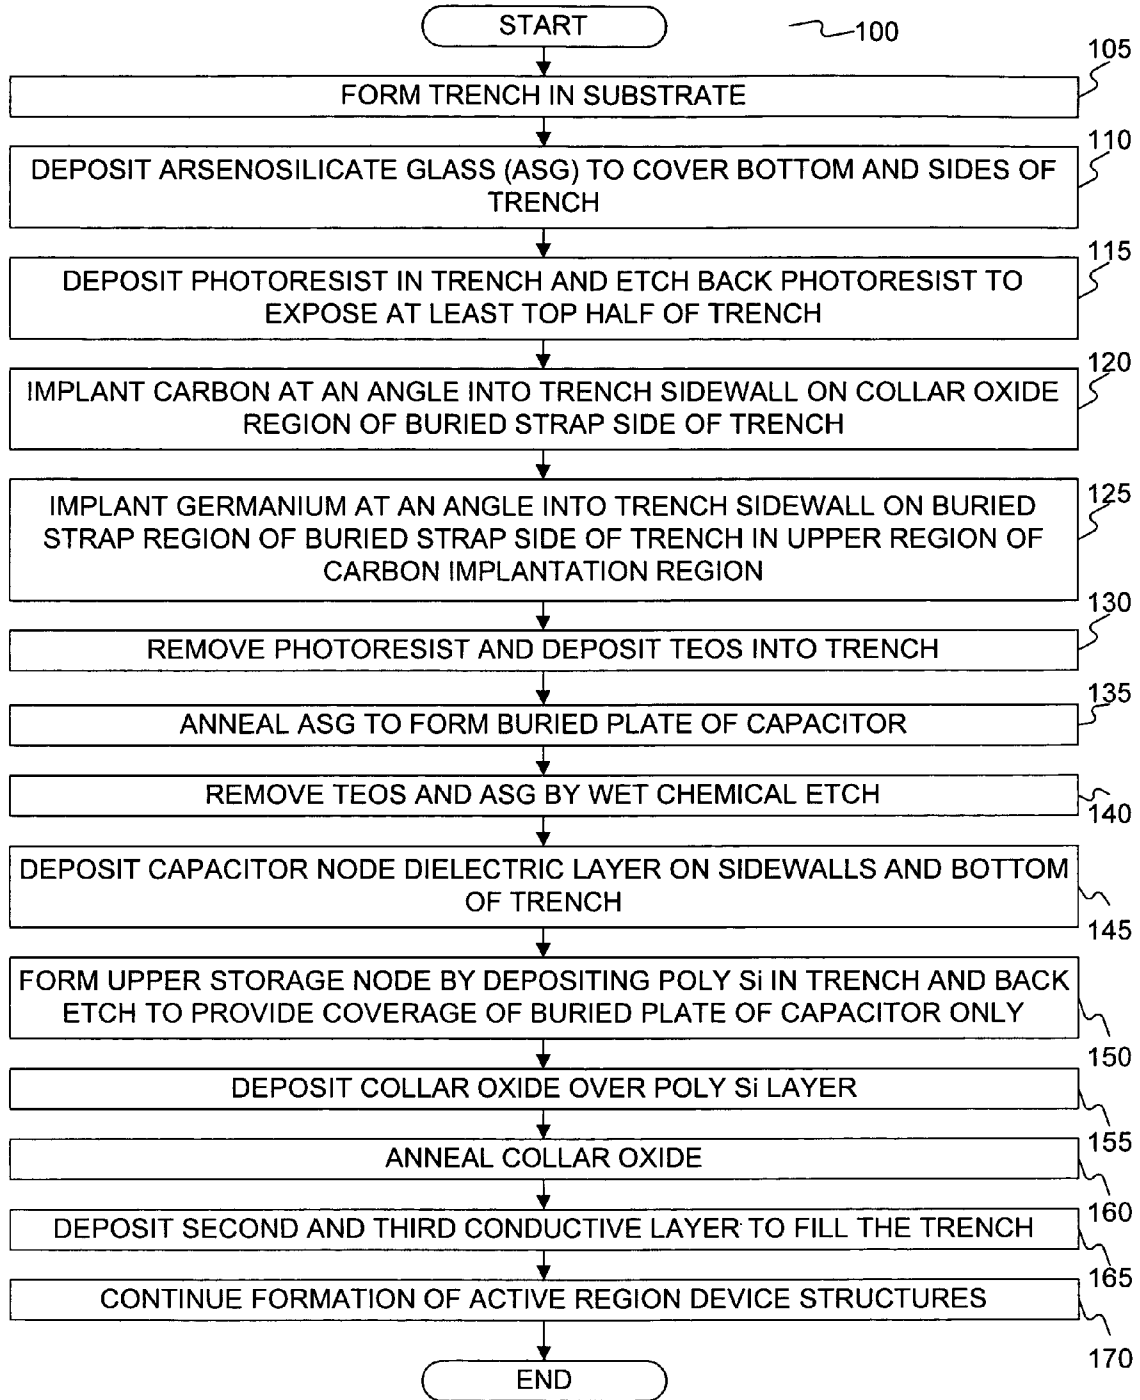 START
100
105
FORM TRENCH IN SUBSTRATE
110
DEPOSIT ARSENOSILICATE GLASS (ASG) TO COVER BOTTOM AND SIDES OF
TRENCH
115
DEPOSIT PHOTORESIST IN TRENCH AND ETCH BACK PHOTORESIST TO
EXPOSE AT LEAST TOP HALF OF TRENCH
120
IMPLANT CARBON AT AN ANGLE INTO TRENCH SIDEWALL ON COLLAR OXIDE
REGION OF BURIED STRAP SIDE OF TRENCH
125
IMPLANT GERMANIUM AT AN ANGLE INTO TRENCH SIDEWALL ON BURIED
STRAP REGION OF BURIED STRAP SIDE OF TRENCH IN UPPER REGION OF
CARBON IMPLANTATION REGION
130
REMOVE PHOTORESIST AND DEPOSIT TEOS INTO TRENCH
135
ANNEAL ASG TO FORM BURIED PLATE OF CAPACITOR
REMOVE TEOS AND ASG BY WET CHEMICAL ETCH
140
DEPOSIT CAPACITOR NODE DIELECTRIC LAYER ON SIDEWALLS AND BOTTOM
OF TRENCH
145
FORM UPPER STORAGE NODE BY DEPOSITING POLY Si IN TRENCH AND BACK
ETCH TO PROVIDE COVERAGE OF BURIED PLATE OF CAPACITOR ONLY
150
DEPOSIT COLLAR OXIDE OVER POLY Si LAYER
155
ANNEAL COLLAR OXIDE
160
DEPOSIT SECOND AND THIRD CONDUCTIVE LAYER TO FILL THE TRENCH
165
CONTINUE FORMATION OF ACTIVE REGION DEVICE STRUCTURES
170
END